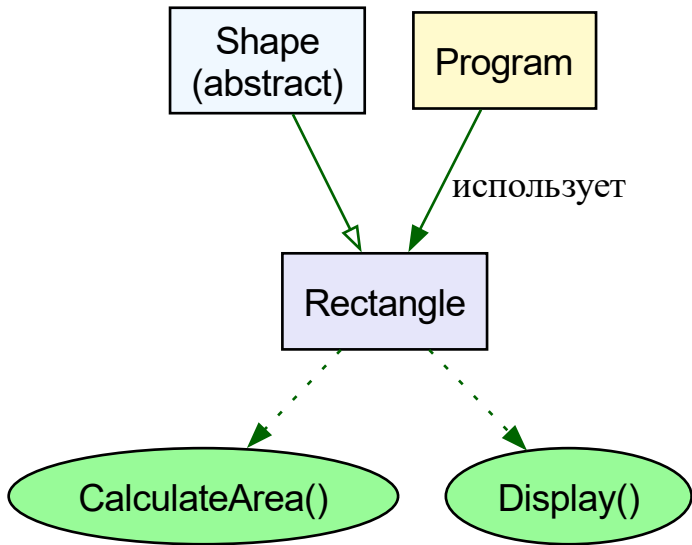 Shape
(abstract)
Program
использует
Rectangle
CalculateArea()
Display()